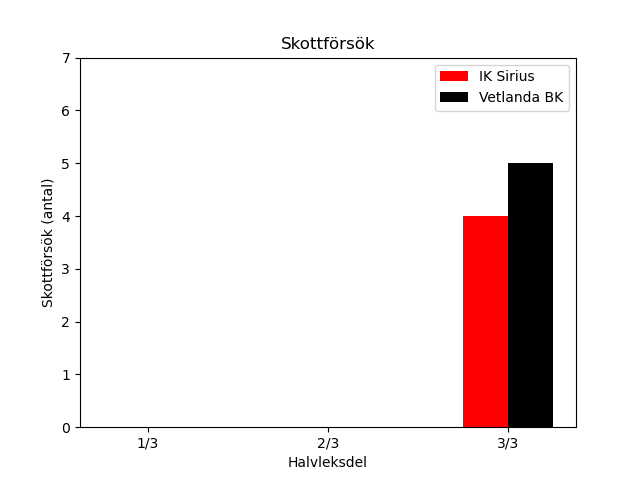 Skottförsök
IK Sirius
Vetlanda BK
Skottförsök (antal)
7
6
5
4
3
2
1
0
1/3
2/3
3/3
Halvleksdel